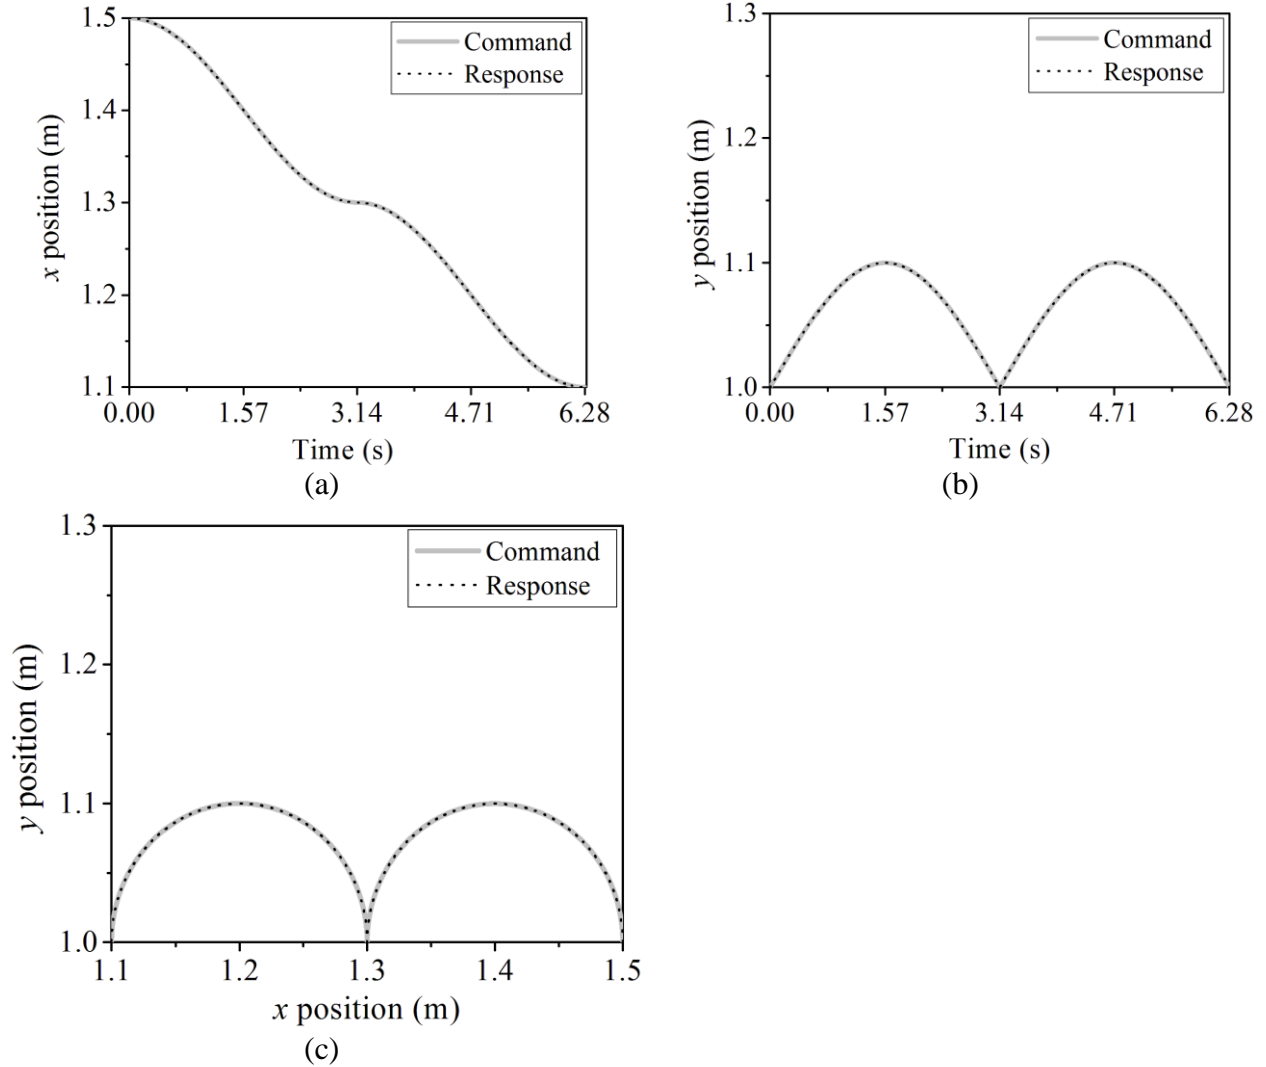 1.5
1.4
1.3
1.2
1.1
x position (m)
Command
Response
0.00 1.57 3.14 4.71 6.28
Time (s)
(a)
1.3
1.2
1.1
1.0
y position (m)
Command
Response
0.00 1.57 3.14 4.71 6.28
Time (s)
(b)
1.3
1.2
1.1
1.0
y position (m)
Command
Response
1.1 1.2 1.3 1.4 1.5
x position (m)
(c)